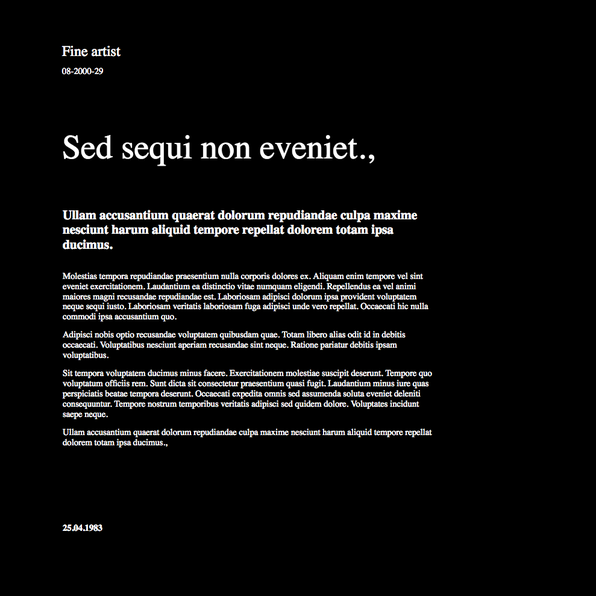 Fine artist
08-2000-29
Sed sequi non eveniet.,
Ullam accusantium quaerat dolorum repudiandae culpa maxime
nesciunt harum aliquid tempore repellat dolorem totam ipsa
ducimus.
Molestias tempora repudiandae praesentium nulla corporis dolores ex. Aliquam enim tempore vel sint
eveniet exercitationem. Laudantium ea distinctio vitae numquam eligendi. Repellendus ea vel animi
maiores magni recusandae repudiandae est. Laboriosam adipisci dolorum ipsa provident voluptatem
neque sequi iusto. Laboriosam veritatis laboriosam fuga adipisci unde vero repellat. Occaecati hic nulla
commodi ipsa accusantium quo.
Adipisci nobis optio recusandae voluptatem quibusdam quae. Totam libero alias odit id in debitis
occaecati. Voluptatibus nesciunt aperiam recusandae sint neque. Ratione pariatur debitis ipsam
voluptatibus.
Sit tempora voluptatem ducimus minus facere. Exercitationem molestiae suscipit deserunt. Tempore quo
voluptatum officiis rem. Sunt dicta sit consectetur praesentium quasi fugit. Laudantium minus iure quas
perspiciatis beatae tempora deserunt. Occaecati expedita omnis sed assumenda soluta eveniet deleniti
consequuntur. Tempore nostrum temporibus veritatis adipisci sed quidem dolore. Voluptates incidunt
saepe neque.
Ullam accusantium quaerat dolorum repudiandae culpa maxime nesciunt harum aliquid tempore repellat
dolorem totam ipsa ducimus.,
25.04.1983